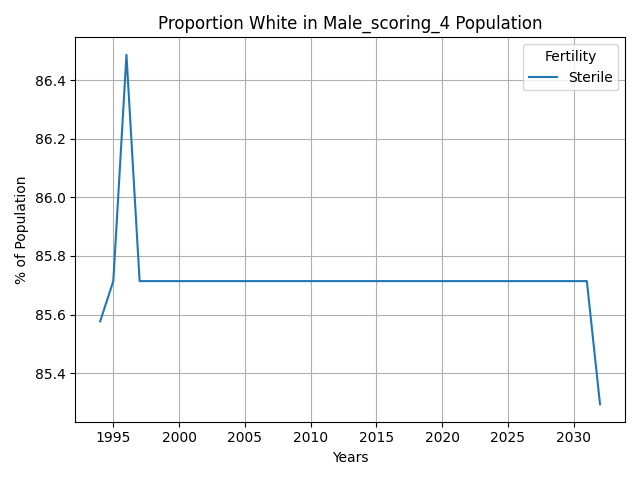 Proportion White in Male_scoring_4 Population
Fertility
Sterile
% of Population
86.4
86.2
86.0
85.8
85.6
85.4
1995 2000 2005 2010 2015 2020 2025 2030
Years